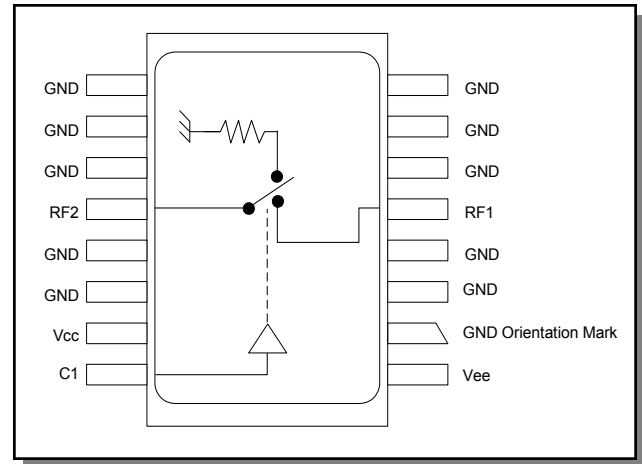 GND GND
GND GND
GND GND
RF2 RF1
GND GND
GND GND
Vcc GND Orientation Mark
C1 Vee